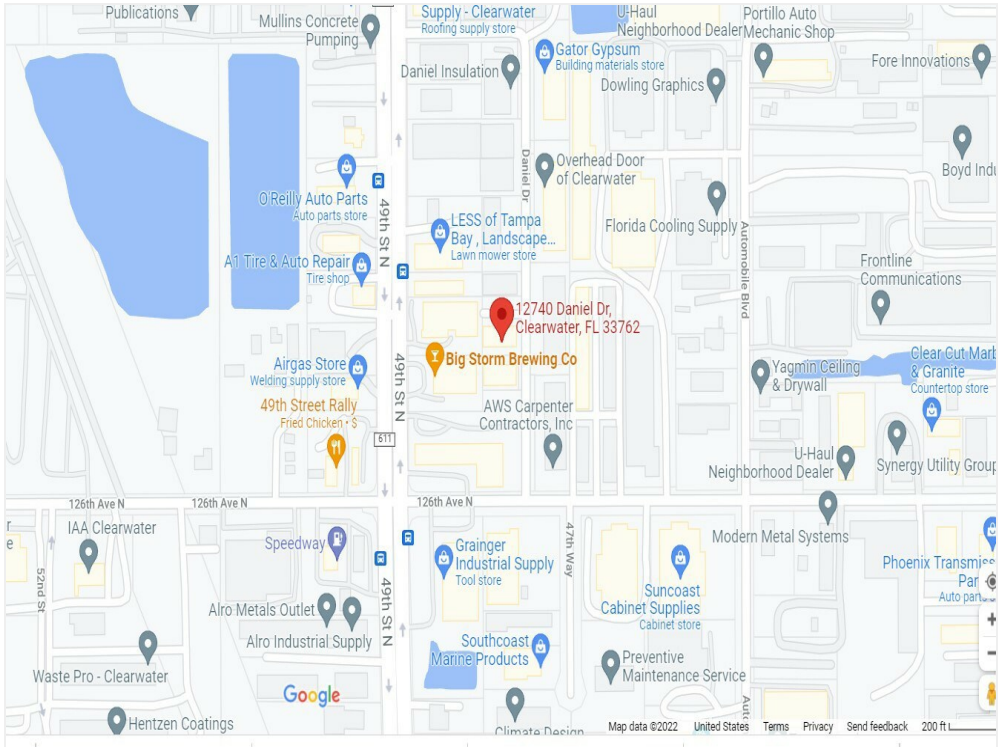 Publications
Mullins Concrete
Pumping
Supply - Clearwater
Roofing supply store
U-Haul
Neighborhood Dealer
Portillo Auto
Mechanic Shop
Gator Gypsum
Building materials store
Daniel Insulation
Dowling Graphics
Fore Innovations
Overhead Door
of Clearwater
Daniel Dr
Boyd Indu
O'Reilly Auto Parts
Auto parts store
49th St N
LESS of Tampa
Bay , Landscape...
Lawn mower store
Florida Cooling Supply
Automobile Blvd
A1 Tire & Auto Repair
Tire shop
Frontline
Communications
12740 Daniel Dr,
Clearwater, FL 33762
Big Storm Brewing Co
Airgas Store
Welding supply store
49th St N
Yagmin Ceiling
& Drywall
Clear Cut Marb
& Granite
Countertop store
49th Street Rally
Fried Chicken • $
AWS Carpenter
Contractors, Inc
611
U-Haul
Neighborhood Dealer
Synergy Utility Group
126th Ave N
126th Ave N
126th Ave N
IAA Clearwater
Speedway
Modern Metal Systems
Grainger
Industrial Supply
Tool store
47th Way
52nd St
Phoenix Transmiss
Par
Auto parts s
49th St N
Suncoast
Cabinet Supplies
Cabinet store
Alro Metals Outlet
Alro Industrial Supply
Southcoast
Marine Products
Preventive
Maintenance Service
Waste Pro - Clearwater
Google
Hentzen Coatings
Climate Design
Auto
Map data ©2022
United States
Terms
Privacy
Send feedback
200 ft